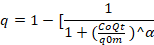 q = 1 − [1 / (1 + (CoQt / q0m)^α